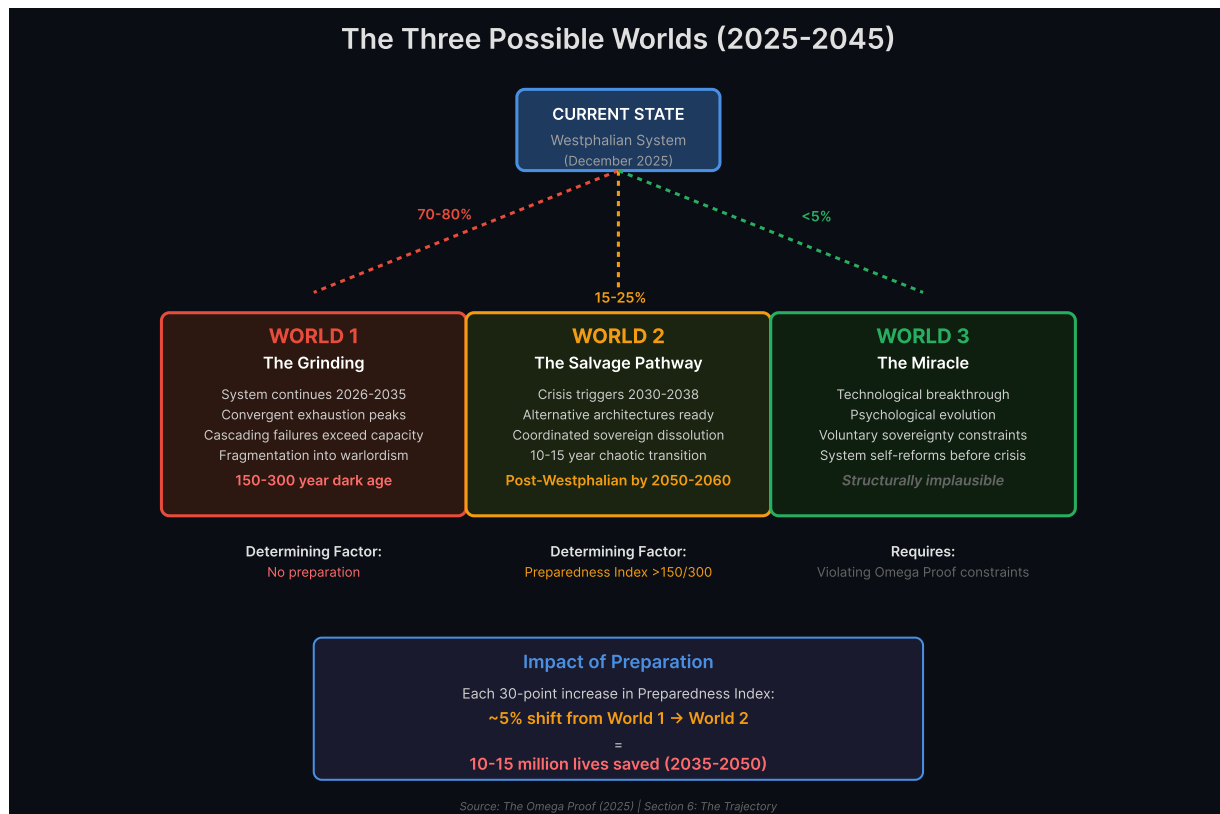 The Three Possible Worlds (2025-2045)
CURRENT STATE
Westphalian System
(December 2025)
70-80%
<5%
15-25%
WORLD 1
The Grinding
System continues 2026-2035
Convergent exhaustion peaks
Cascading failures exceed capacity
Fragmentation into warlordism
150-300 year dark age
WORLD 2
The Salvage Pathway
Crisis triggers 2030-2038
Alternative architectures ready
Coordinated sovereign dissolution
10-15 year chaotic transition
Post-Westphalian by 2050-2060
WORLD 3
The Miracle
Technological breakthrough
Psychological evolution
Voluntary sovereignty constraints
System self-reforms before crisis
Structurally implausible
Determining Factor:
No preparation
Determining Factor:
Preparedness Index >150/300
Requires:
Violating Omega Proof constraints
Impact of Preparation
Each 30-point increase in Preparedness Index:
~5% shift from World 1 → World 2
=
10-15 million lives saved (2035-2050)
Source: The Omega Proof (2025) | Section 6: The Trajectory